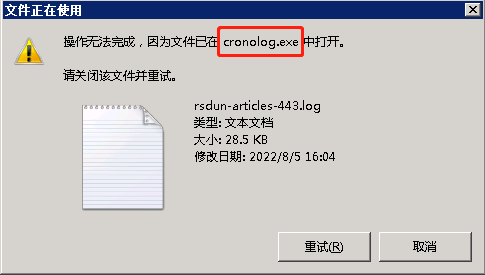 文件正在使用
操作无法完成，因为文件已在 cronolog.exe 中打开。
请关闭该文件并重试。
rsdun-articles-443.log
类型: 文本文档
大小: 28.5 KB
修改日期: 2022/8/5 16:04
重试(R)
取消